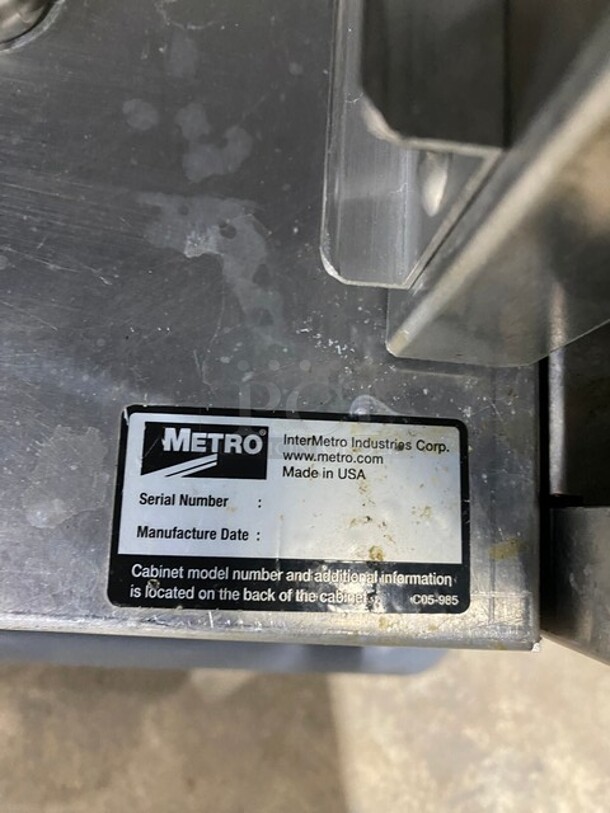 METRO®
InterMetro Industries Corp.
www.metro.com
Made in USA
Serial Number :
Manufacture Date :
Cabinet model number and additional information
is located on the back of the cabinet.
C05-985